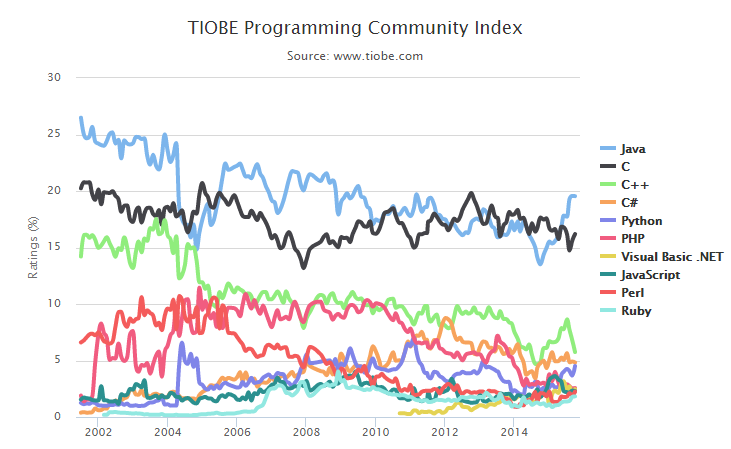 TIOBE Programming Community Index
Source: www.tiobe.com
Ratings (%)
30
25
20
15
10
5
0
2002 2004 2006 2008 2010 2012 2014
Java
C
C++
C#
Python
PHP
Visual Basic .NET
JavaScript
Perl
Ruby